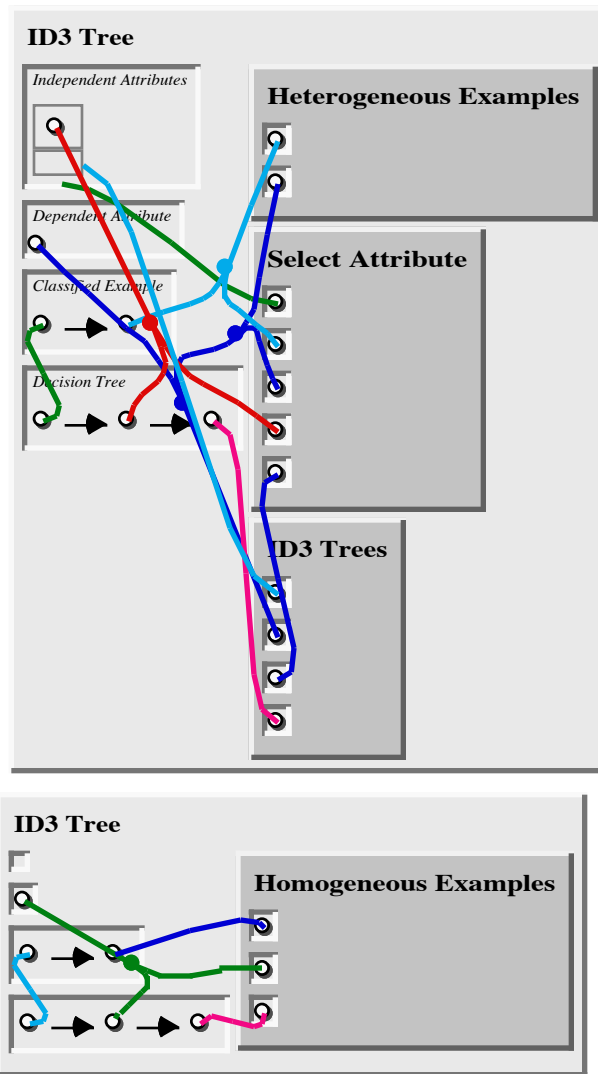 ID3 Tree
Independent Attributes
Heterogeneous Examples
Dependent Attribute
Select Attribute
Classified Example
Decision Tree
ID3 Trees
ID3 Tree
Homogeneous Examples